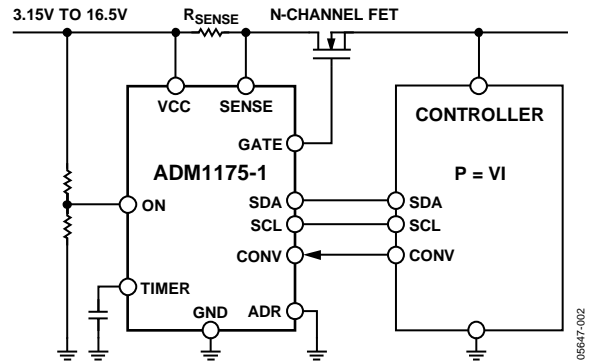 3.15V TO 16.5V
RSENSE
N-CHANNEL FET
VCC
SENSE
CONTROLLER
GATE
ADM1175-1
P = VI
ON
SDA
SDA
SCL
SCL
CONV
CONV
TIMER
GND
ADR
05647-002